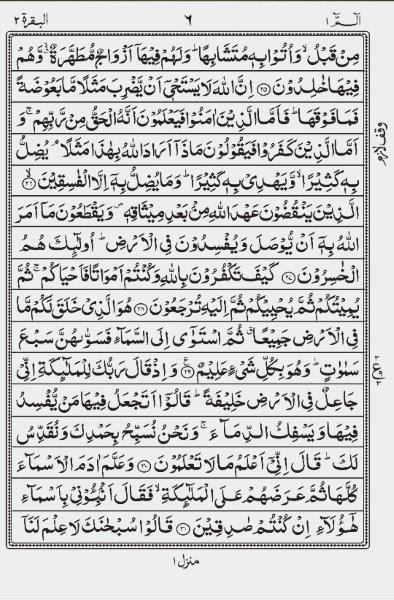 البقرة ٢
٦
الٓمّٓ ١
مِنْ قَبْلُ ۙ وَاُتُوْا بِهٖ مُتَشَابِهًا ؕ وَلَهُمْ فِيْهَاۤ اَزْوَاجٌ مُّطَهَّرَةٌ ۙ وَّهُمْ
فِيْهَا خٰلِدُوْنَ ﴿۲۵﴾ اِنَّ اللّٰهَ لَا يَسْتَحْيٖۤ اَنْ يَّضْرِبَ مَثَلًا مَّا بَعُوْضَةً
فَمَا فَوْقَهَا ؕ فَاَمَّا الَّذِيْنَ اٰمَنُوْا فَيَعْلَمُوْنَ اَنَّهُ الْحَقُّ مِنْ رَّبِّهِمْ ۚ وَ
اَمَّا الَّذِيْنَ كَفَرُوْا فَيَقُوْلُوْنَ مَاذَاۤ اَرَادَ اللّٰهُ بِهٰذَا مَثَلًا ۘ يُضِلُّ
بِهٖ كَثِيْرًا ۙ وَّيَهْدِىْ بِهٖ كَثِيْرًا ؕ وَمَا يُضِلُّ بِهٖۤ اِلَّا الْفٰسِقِيْنَ ﴿۲۶﴾
الَّذِيْنَ يَنْقُضُوْنَ عَهْدَ اللّٰهِ مِنْۢ بَعْدِ مِيْثَاقِهٖ ۪ وَيَقْطَعُوْنَ مَاۤ اَمَرَ
اللّٰهُ بِهٖۤ اَنْ يُّوْصَلَ وَيُفْسِدُوْنَ فِى الْاَرْضِ ؕ اُولٰٓئِكَ هُمُ
الْخٰسِرُوْنَ ﴿۲۷﴾ كَيْفَ تَكْفُرُوْنَ بِاللّٰهِ وَكُنْتُمْ اَمْوَاتًا فَاَحْيَاكُمْ ۚ ثُمَّ
يُمِيْتُكُمْ ثُمَّ يُحْيِيْكُمْ ثُمَّ اِلَيْهِ تُرْجَعُوْنَ ﴿۲۸﴾ هُوَ الَّذِىْ خَلَقَ لَكُمْ مَّا
فِى الْاَرْضِ جَمِيْعًا ۗ ثُمَّ اسْتَوٰۤى اِلَى السَّمَآءِ فَسَوّٰىهُنَّ سَبْعَ
سَمٰوٰتٍ ؕ وَهُوَ بِكُلِّ شَىْءٍ عَلِيْمٌ ﴿۲۹﴾ وَاِذْ قَالَ رَبُّكَ لِلْمَلٰٓئِكَةِ اِنِّىْ
جَاعِلٌ فِى الْاَرْضِ خَلِيْفَةً ؕ قَالُوْۤا اَتَجْعَلُ فِيْهَا مَنْ يُّفْسِدُ
فِيْهَا وَيَسْفِكُ الدِّمَآءَ ۚ وَنَحْنُ نُسَبِّحُ بِحَمْدِكَ وَنُقَدِّسُ
لَكَ ؕ قَالَ اِنِّىْۤ اَعْلَمُ مَا لَا تَعْلَمُوْنَ ﴿۳۰﴾ وَعَلَّمَ اٰدَمَ الْاَسْمَآءَ
كُلَّهَا ثُمَّ عَرَضَهُمْ عَلَى الْمَلٰٓئِكَةِ ۙ فَقَالَ اَنْۢبِئُوْنِىْ بِاَسْمَآءِ
هٰٓؤُلَآءِ اِنْ كُنْتُمْ صٰدِقِيْنَ ﴿۳۱﴾ قَالُوْا سُبْحٰنَكَ لَا عِلْمَ لَنَاۤ
وقف لازم
ع
منزل ١